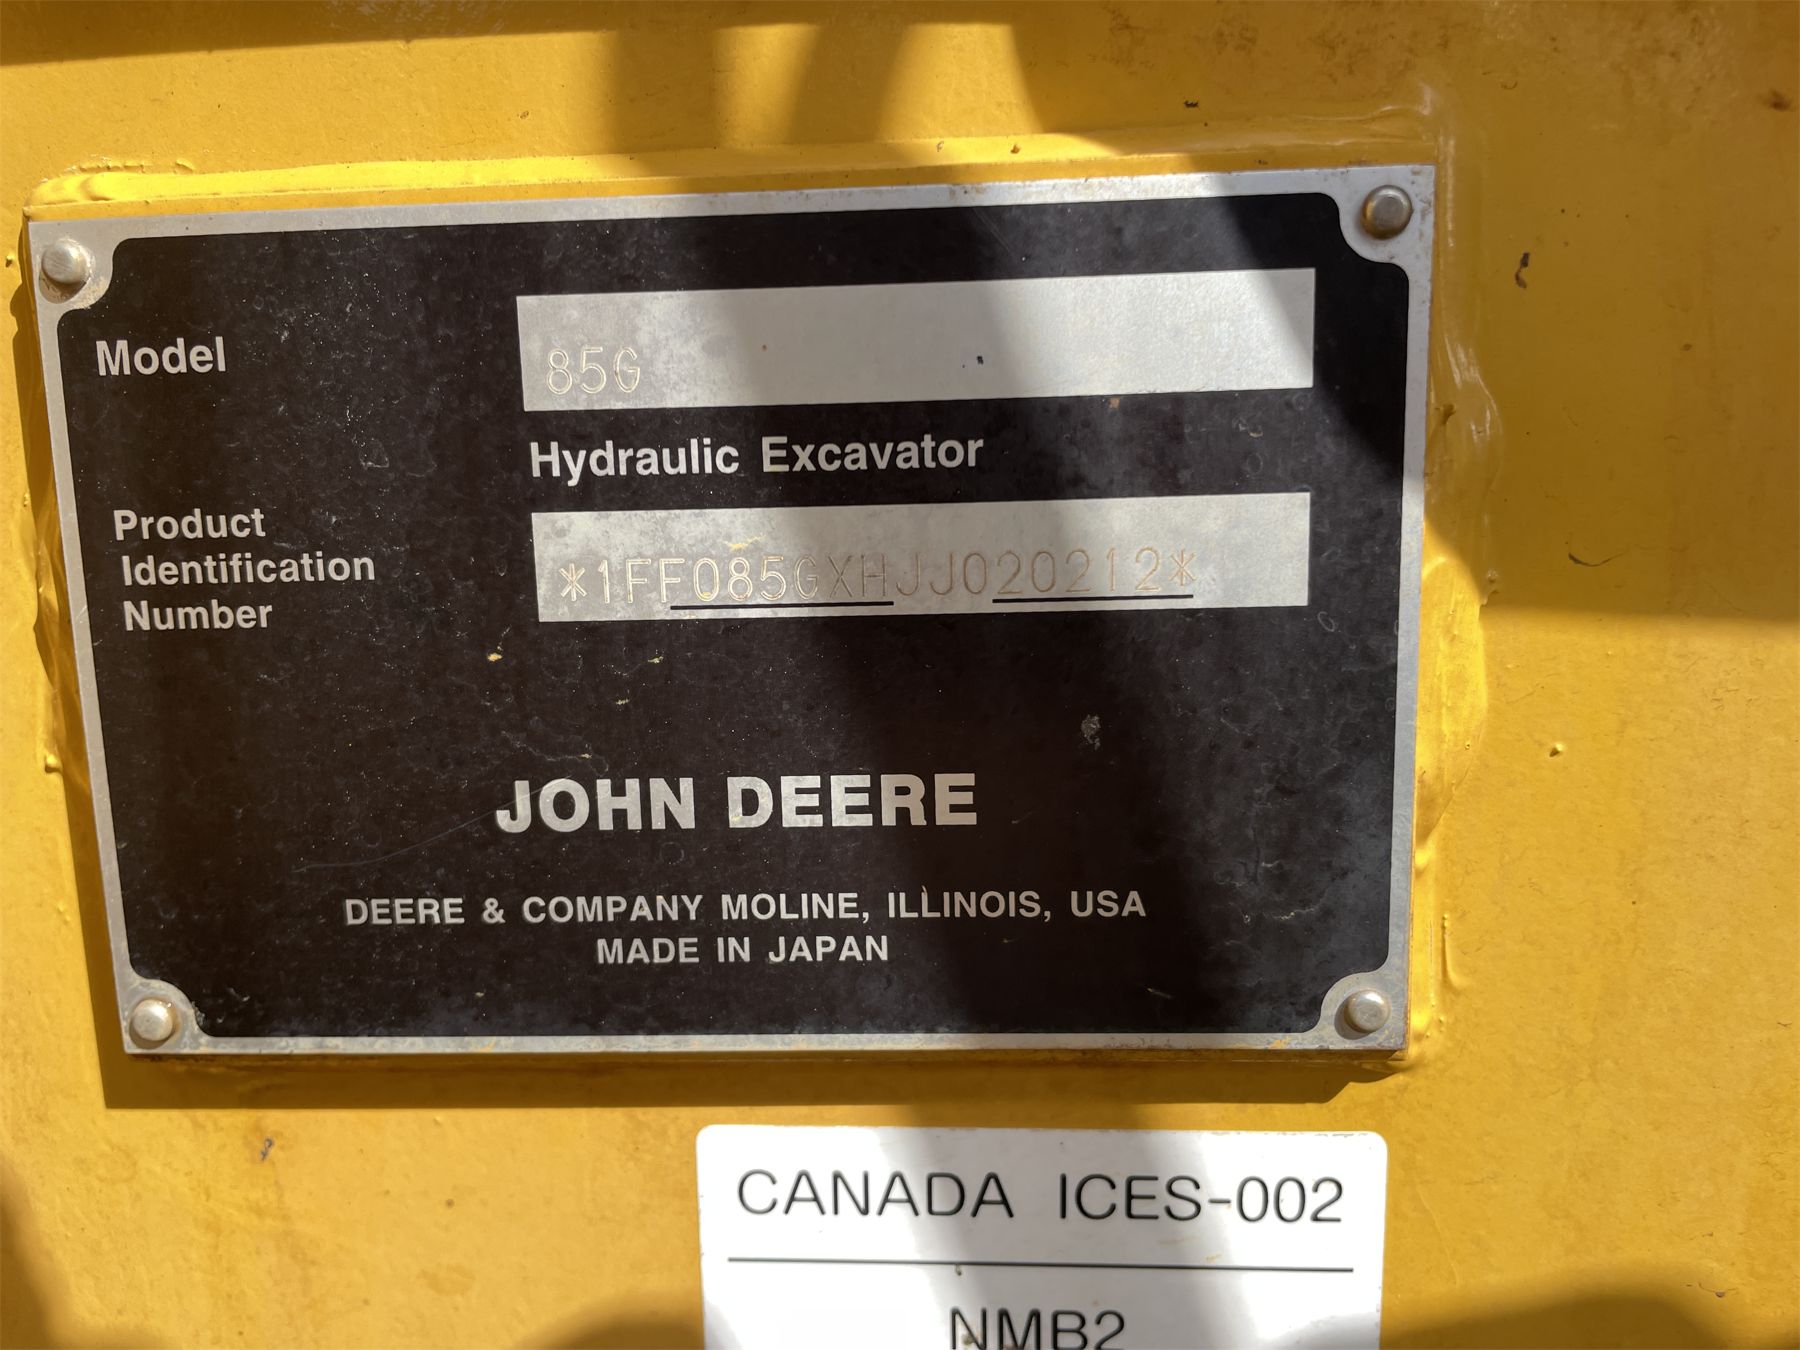 Model
85G
Hydraulic Excavator
Product
Identification
Number
*1FF085GXHJJ020212*
JOHN DEERE
DEERE & COMPANY MOLINE, ILLINOIS, USA
MADE IN JAPAN
CANADA ICES-002
NMB2